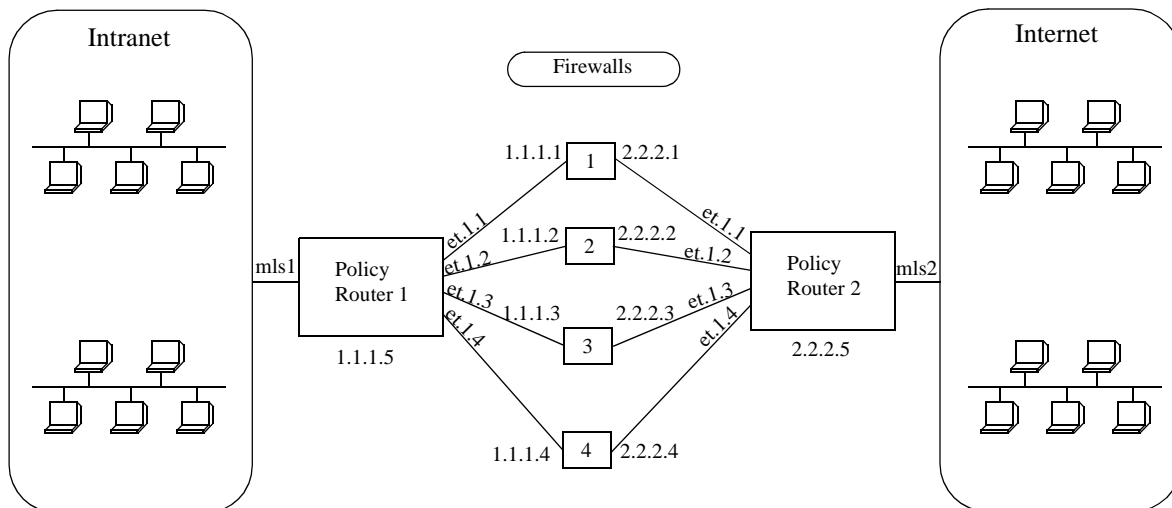 Intranet
Firewalls
Internet
1.1.1.1
1
2.2.2.1
et.1.1
et.1.1
1.1.1.2
2
2.2.2.2
et.1.2
et.1.2
mls1
Policy
Router 1
Policy
Router 2
mls2
et.1.3
et.1.3
1.1.1.3
3
2.2.2.3
et.1.4
et.1.4
1.1.1.5
2.2.2.5
1.1.1.4
4
2.2.2.4